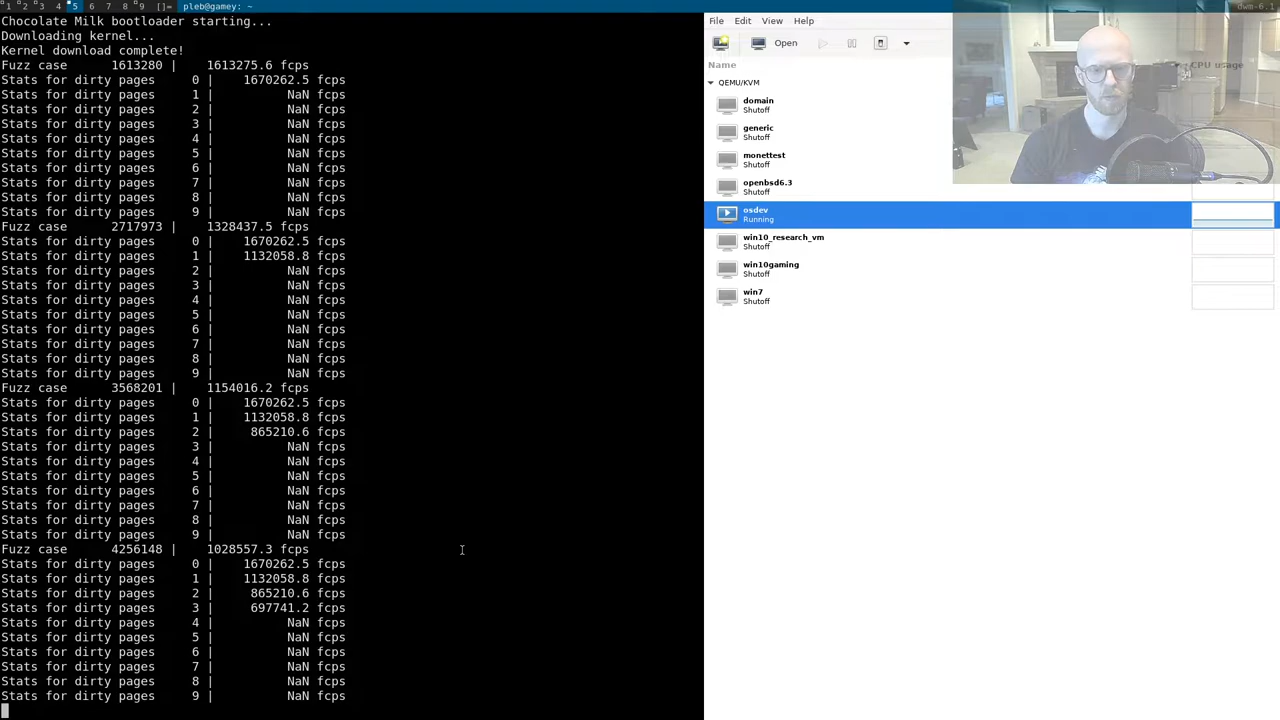 1 2 3 4 5 6 7 8 9 []= pleb@gamey: ~ dwm-6.1
Chocolate Milk bootloader starting...
Downloading kernel...
Kernel download complete!
Fuzz case 1613280 | 1613275.6 fcps
Stats for dirty pages 0 | 1670262.5 fcps
Stats for dirty pages 1 | NaN fcps
Stats for dirty pages 2 | NaN fcps
Stats for dirty pages 3 | NaN fcps
Stats for dirty pages 4 | NaN fcps
Stats for dirty pages 5 | NaN fcps
Stats for dirty pages 6 | NaN fcps
Stats for dirty pages 7 | NaN fcps
Stats for dirty pages 8 | NaN fcps
Stats for dirty pages 9 | NaN fcps
Fuzz case 2717973 | 1328437.5 fcps
Stats for dirty pages 0 | 1670262.5 fcps
Stats for dirty pages 1 | 1132058.8 fcps
Stats for dirty pages 2 | NaN fcps
Stats for dirty pages 3 | NaN fcps
Stats for dirty pages 4 | NaN fcps
Stats for dirty pages 5 | NaN fcps
Stats for dirty pages 6 | NaN fcps
Stats for dirty pages 7 | NaN fcps
Stats for dirty pages 8 | NaN fcps
Stats for dirty pages 9 | NaN fcps
Fuzz case 3568201 | 1154016.2 fcps
Stats for dirty pages 0 | 1670262.5 fcps
Stats for dirty pages 1 | 1132058.8 fcps
Stats for dirty pages 2 | 865210.6 fcps
Stats for dirty pages 3 | NaN fcps
Stats for dirty pages 4 | NaN fcps
Stats for dirty pages 5 | NaN fcps
Stats for dirty pages 6 | NaN fcps
Stats for dirty pages 7 | NaN fcps
Stats for dirty pages 8 | NaN fcps
Stats for dirty pages 9 | NaN fcps
Fuzz case 4256148 | 1028557.3 fcps
Stats for dirty pages 0 | 1670262.5 fcps
Stats for dirty pages 1 | 1132058.8 fcps
Stats for dirty pages 2 | 865210.6 fcps
Stats for dirty pages 3 | 697741.2 fcps
Stats for dirty pages 4 | NaN fcps
Stats for dirty pages 5 | NaN fcps
Stats for dirty pages 6 | NaN fcps
Stats for dirty pages 7 | NaN fcps
Stats for dirty pages 8 | NaN fcps
Stats for dirty pages 9 | NaN fcps
File Edit View Help
Open
Name CPU usage
QEMU/KVM
domain
Shutoff
generic
Shutoff
monettest
Shutoff
openbsd6.3
Shutoff
osdev
Running
win10_research_vm
Shutoff
win10gaming
Shutoff
win7
Shutoff